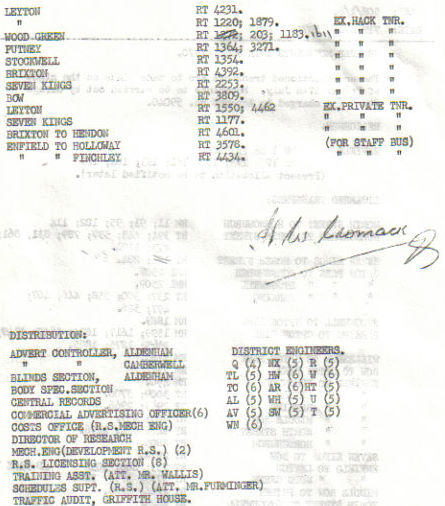 LEYTON RT 4231.
" RT 1220; 1879. EX.HACK TNR.
WOOD GREEN RT 1272; 203; 1183. 1611 " " "
PUTNEY RT 1364; 3271. " " "
STOCKWELL RT 1354. " " "
BRIXTON RT 4392. " " "
SEVEN KINGS RT 2253. " " "
BOW RT 3809. " " "
LEYTON RT 1550; 4462 EX.PRIVATE TNR.
SEVEN KINGS RT 1177. " " "
BRIXTON TO HENDON RT 4601. " " "
ENFIELD TO HOLLOWAY RT 3578. (FOR STAFF BUS)
" " FINCHLEY RT 4434. " " "
DISTRIBUTION:
ADVERT CONTROLLER, ALDENHAM DISTRICT ENGINEERS.
" " CAMBERWELL Q (4) NX (5) R (5)
BLINDS SECTION, ALDENHAM TL (5) HW (6) W (6)
BODY SPEC.SECTION TC (6) AR (6)HT (5)
CENTRAL RECORDS AL (5) WH (5) U (5)
COMMERCIAL ADVERTISING OFFICER(6) AV (5) SW (5) T (5)
COSTS OFFICE (R.S.MECH ENG) WN (6)
DIRECTOR OF RESEARCH
MECH.ENG(DEVELOPMENT R.S.) (2)
R.S. LICENSING SECTION (8)
TRAINING ASST. (ATT. MR. WALLIS)
SCHEDULES SUPT. (R.S.) (ATT. MR.FURMINGER)
TRAFFIC AUDIT, GRIFFITH HOUSE.